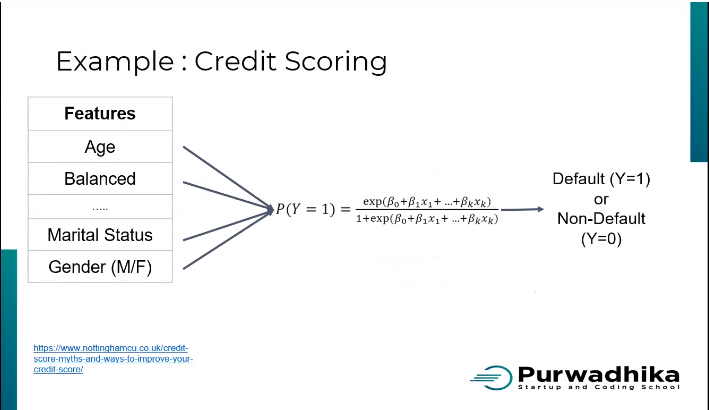 Example : Credit Scoring
Features
Age
Balanced
.....
Marital Status
Gender (M/F)
P(Y = 1) = exp(β₀+β₁x₁+ ...+βₖxₖ) / 1+exp(β₀+β₁x₁+ ...+βₖxₖ)
Default (Y=1)
or
Non-Default
(Y=0)
https://www.nottinghamcu.co.uk/credit-
score-myths-and-ways-to-improve-your-
credit-score/
Purwadhika
Startup and Coding School